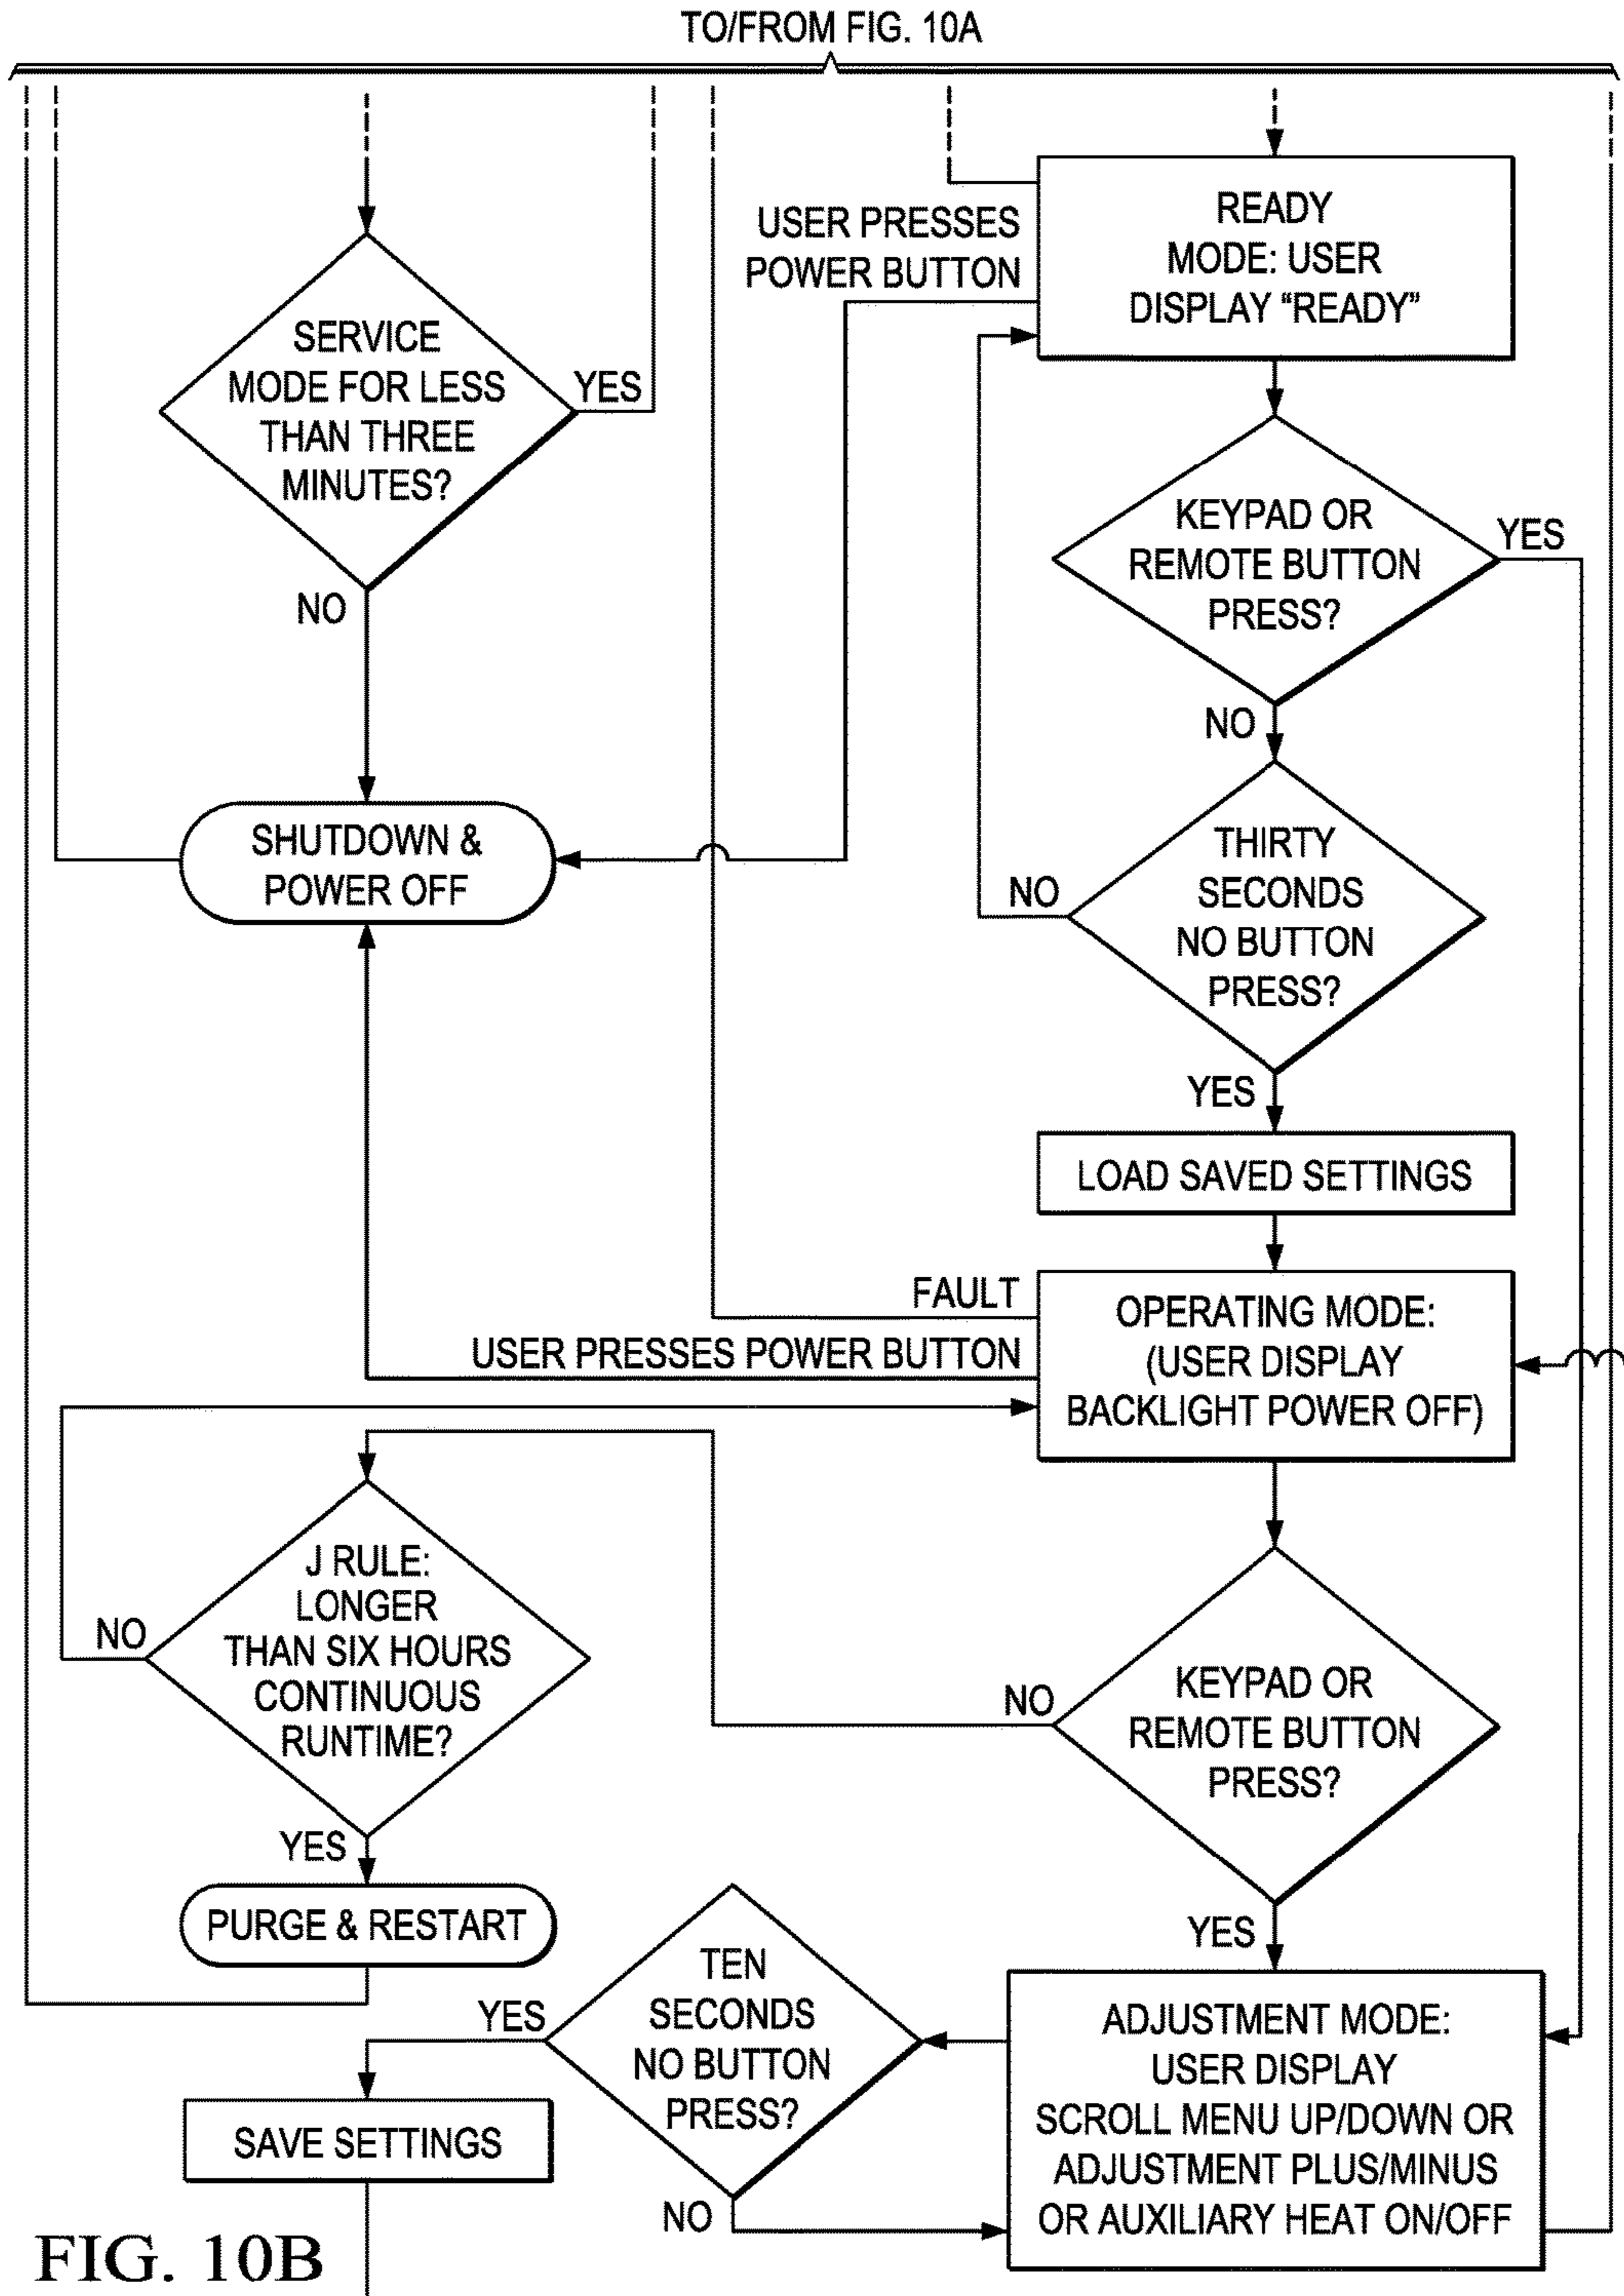 TO/FROM FIG. 10A
READY
MODE: USER
DISPLAY “READY”
USER PRESSES
POWER BUTTON
SERVICE
MODE FOR LESS
THAN THREE
MINUTES?
YES
NO
KEYPAD OR
REMOTE BUTTON
PRESS?
YES
NO
SHUTDOWN &
POWER OFF
THIRTY
SECONDS
NO BUTTON
PRESS?
NO
YES
LOAD SAVED SETTINGS
FAULT
USER PRESSES POWER BUTTON
OPERATING MODE:
(USER DISPLAY
BACKLIGHT POWER OFF)
J RULE:
LONGER
THAN SIX HOURS
CONTINUOUS
RUNTIME?
NO
YES
KEYPAD OR
REMOTE BUTTON
PRESS?
NO
YES
PURGE & RESTART
TEN
SECONDS
NO BUTTON
PRESS?
YES
NO
ADJUSTMENT MODE:
USER DISPLAY
SCROLL MENU UP/DOWN OR
ADJUSTMENT PLUS/MINUS
OR AUXILIARY HEAT ON/OFF
SAVE SETTINGS
FIG. 10B